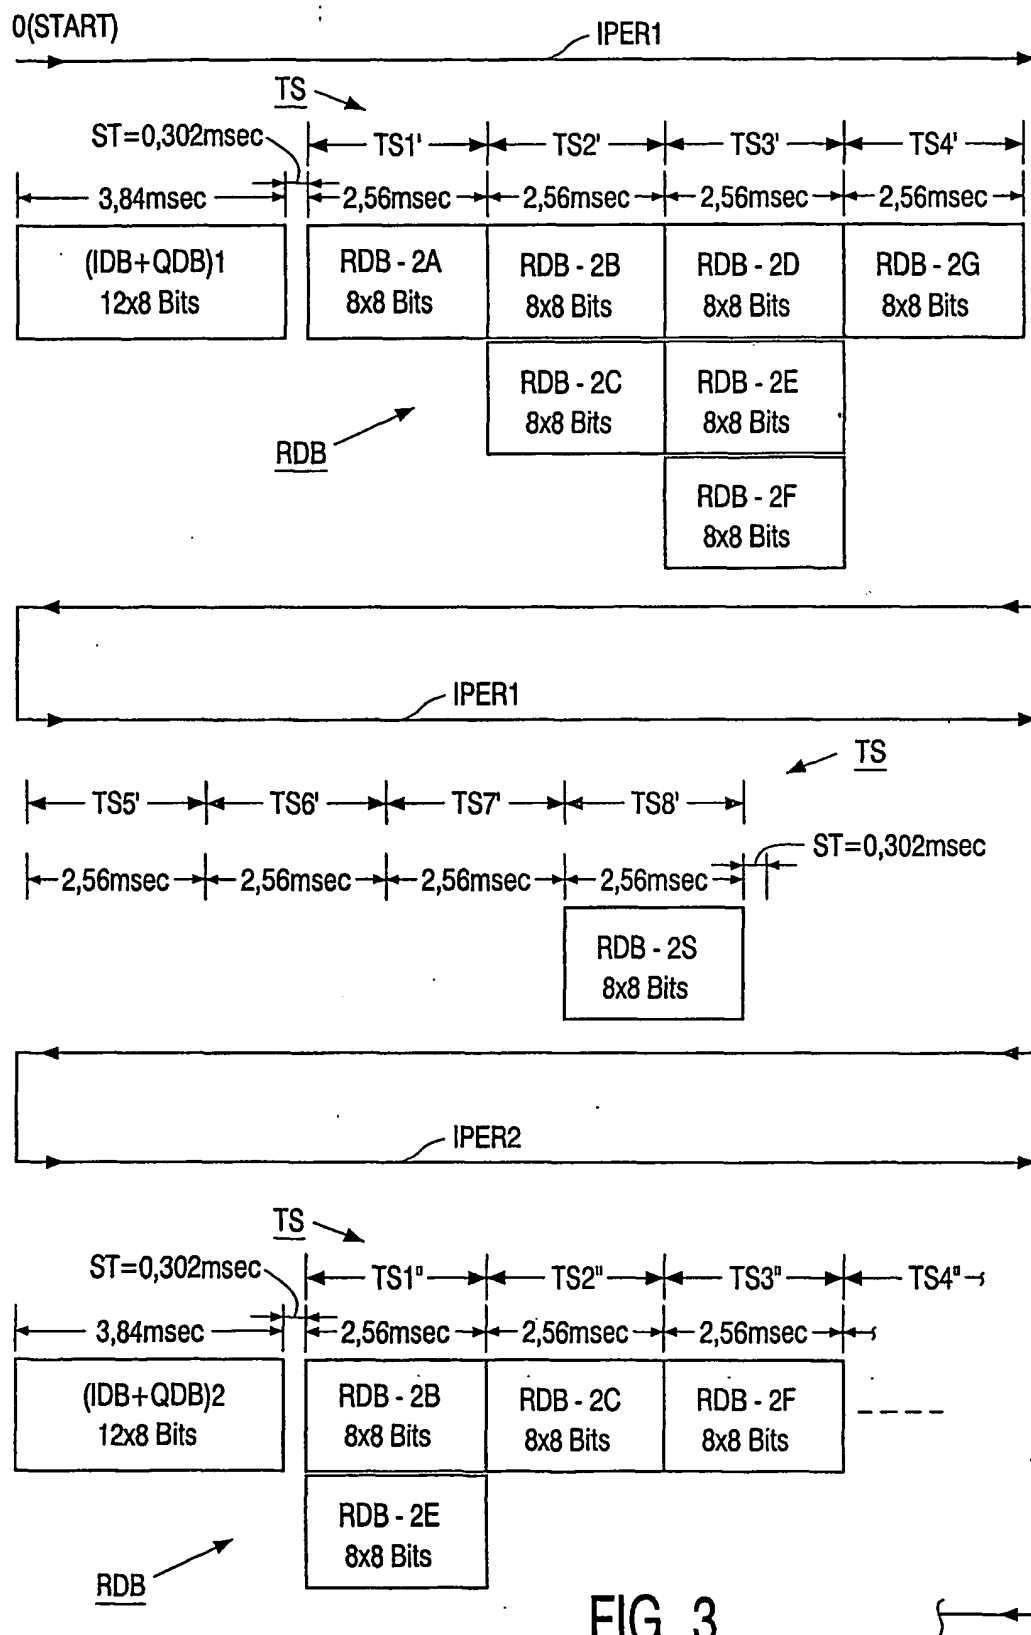 0(START)
IPER1
TS
ST=0,302msec
TS1' TS2' TS3' TS4'
3,84msec 2,56msec 2,56msec 2,56msec 2,56msec
(IDB+QDB)1
12x8 Bits
RDB - 2A
8x8 Bits
RDB - 2B
8x8 Bits
RDB - 2D
8x8 Bits
RDB - 2G
8x8 Bits
RDB - 2C
8x8 Bits
RDB - 2E
8x8 Bits
RDB
RDB - 2F
8x8 Bits
IPER1
TS
TS5' TS6' TS7' TS8'
ST=0,302msec
2,56msec 2,56msec 2,56msec 2,56msec
RDB - 2S
8x8 Bits
IPER2
TS
ST=0,302msec
TS1" TS2" TS3" TS4"
3,84msec 2,56msec 2,56msec 2,56msec
(IDB+QDB)2
12x8 Bits
RDB - 2B
8x8 Bits
RDB - 2C
8x8 Bits
RDB - 2F
8x8 Bits
RDB - 2E
8x8 Bits
RDB
FIG. 3